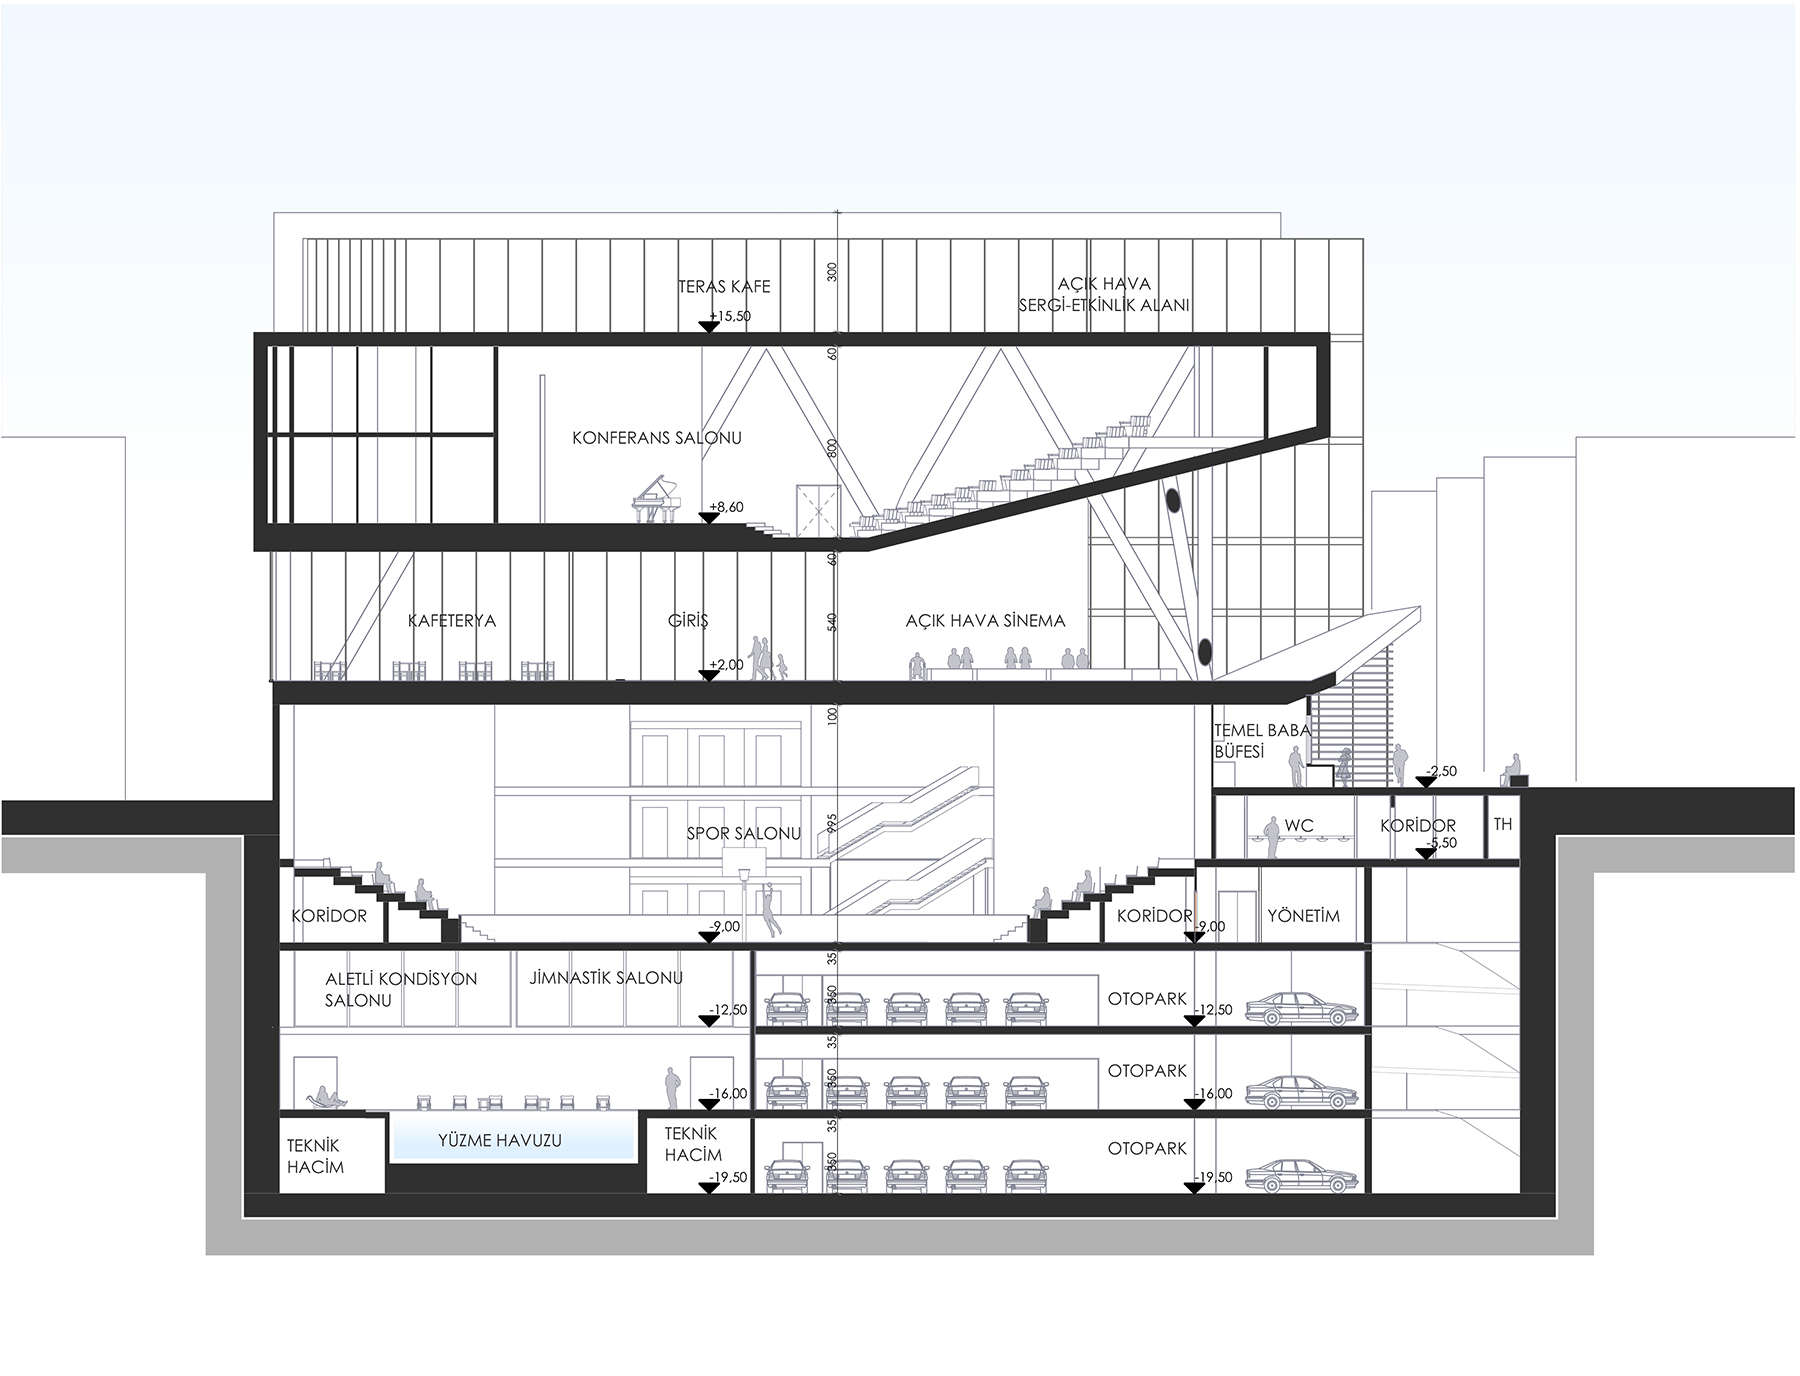 300
TERAS KAFE
AÇIK HAVA
SERGİ-ETKİNLİK ALANI
+15,50
60
KONFERANS SALONU
800
+8,60
60
KAFETERYA
GİRİŞ
540
AÇIK HAVA SİNEMA
+2,00
100
TEMEL BABA
BÜFESİ
-2,50
SPOR SALONU
995
WC
KORİDOR
TH
-5,50
KORİDOR
-9,00
KORİDOR
-9,00
YÖNETİM
35
ALETLİ KONDİSYON
SALONU
JİMNASTİK SALONU
-12,50
360
OTOPARK
-12,50
35
-16,00
360
OTOPARK
-16,00
35
TEKNİK
HACİM
YÜZME HAVUZU
TEKNİK
HACİM
-19,50
360
OTOPARK
-19,50